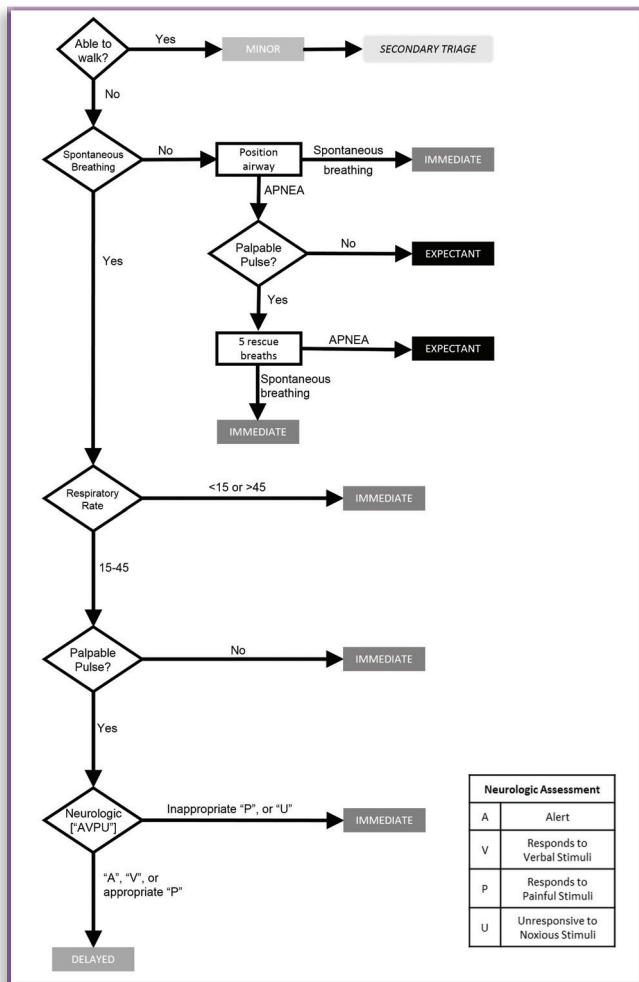 Able to
walk?
Yes
MINOR
SECONDARY TRIAGE
No
Spontaneous
Breathing
No
Position
airway
Spontaneous
breathing
IMMEDIATE
APNEA
Palpable
Pulse?
No
EXPECTANT
Yes
Yes
5 rescue
breaths
APNEA
EXPECTANT
Spontaneous
breathing
IMMEDIATE
Respiratory
Rate
<15 or >45
IMMEDIATE
15-45
Palpable
Pulse?
No
IMMEDIATE
Yes
Neurologic
["AVPU"]
Inappropriate “P”, or “U”
IMMEDIATE
“A”, “V”, or
appropriate “P”
DELAYED
Neurologic Assessment
A Alert
V Responds to
Verbal Stimuli
P Responds to
Painful Stimuli
U Unresponsive to
Noxious Stimuli